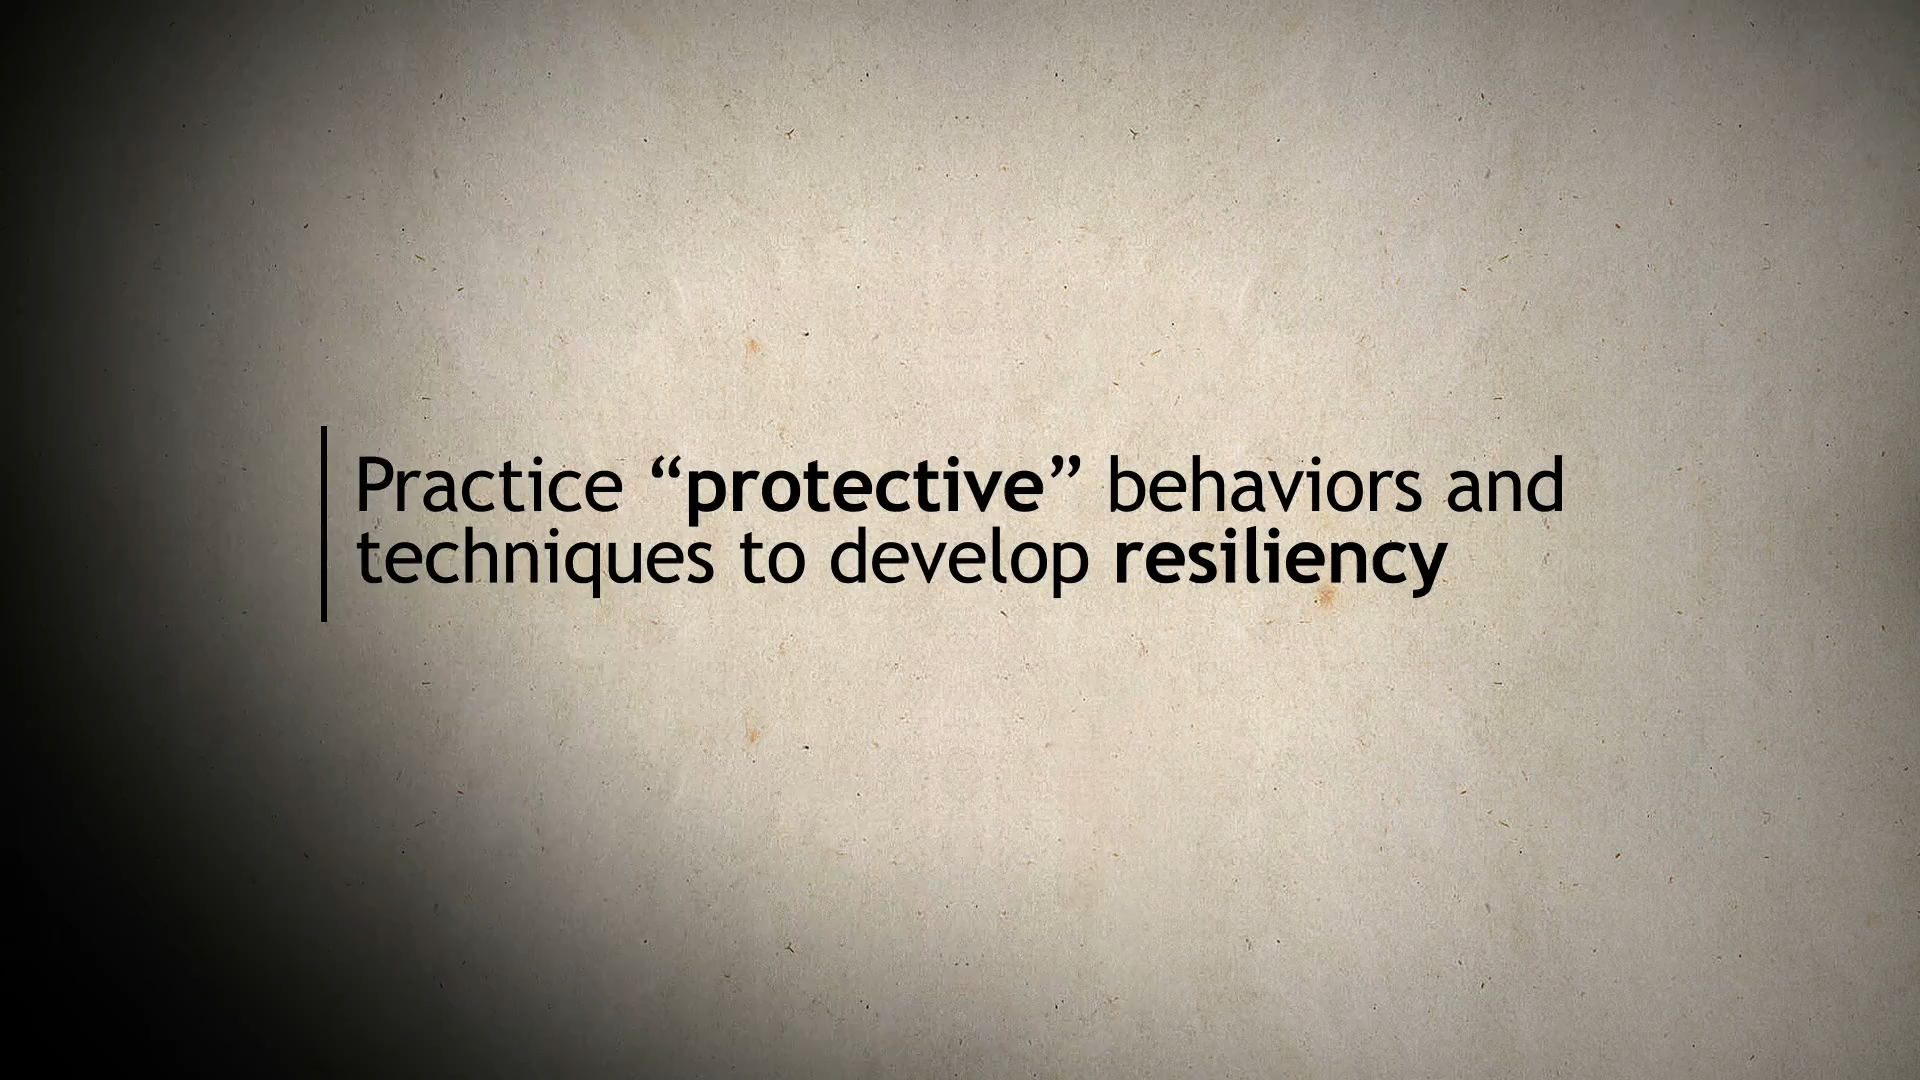 Practice “protective” behaviors and
techniques to develop resiliency